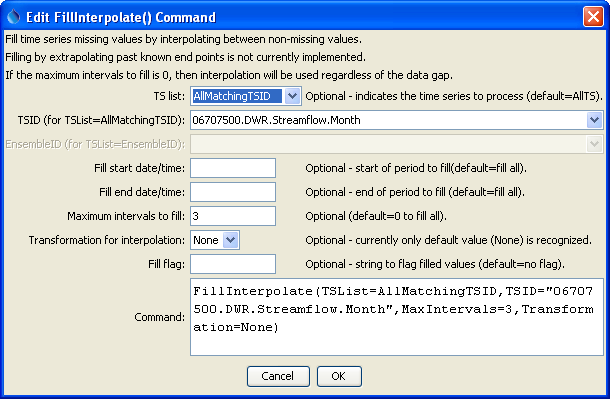 Edit FillInterpolate() Command
Fill time series missing values by interpolating between non-missing values.
Filling by extrapolating past known end points is not currently implemented.
If the maximum intervals to fill is 0, then interpolation will be used regardless of the data gap.
TS list: AllMatchingTSID Optional - indicates the time series to process (default=AllTS).
TSID (for TSList=AllMatchingTSID): 06707500.DWR.Streamflow.Month
EnsembleID (for TSList=EnsembleID):
Fill start date/time: Optional - start of period to fill(default=fill all).
Fill end date/time: Optional - end of period to fill (default=fill all).
Maximum intervals to fill: 3 Optional (default=0 to fill all).
Transformation for interpolation: None Optional - currently only default value (None) is recognized.
Fill flag: Optional - string to flag filled values (default=no flag).
FillInterpolate(TSList=AllMatchingTSID,TSID="06707
Command: 500.DWR.Streamflow.Month",MaxIntervals=3,Transform
ation=None)
Cancel OK